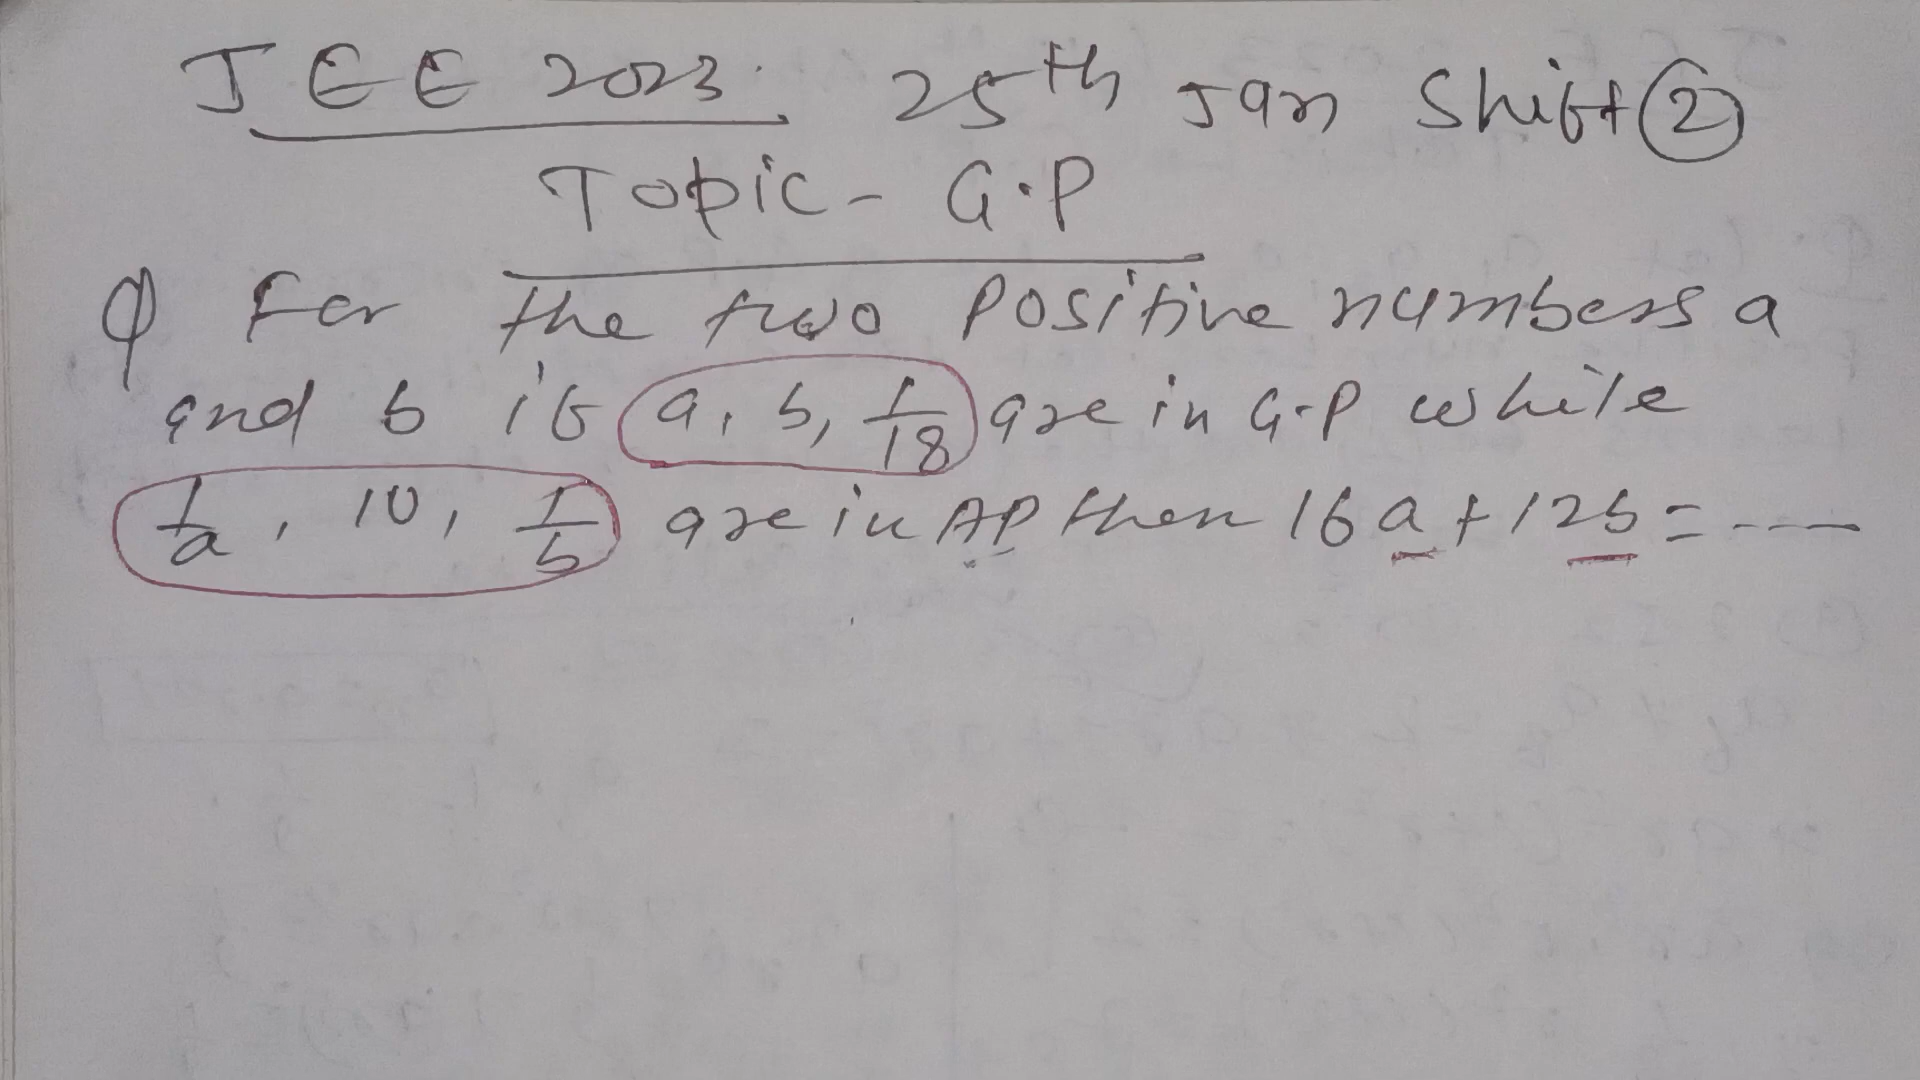 JEE 2023. 25th Jan Shift ②
Topic - G.P
Q For the two positive numbers a
and b if a, b, 1/18 are in G.P while
1/a, 10, 1/b are in AP then 16a + 12b = ----